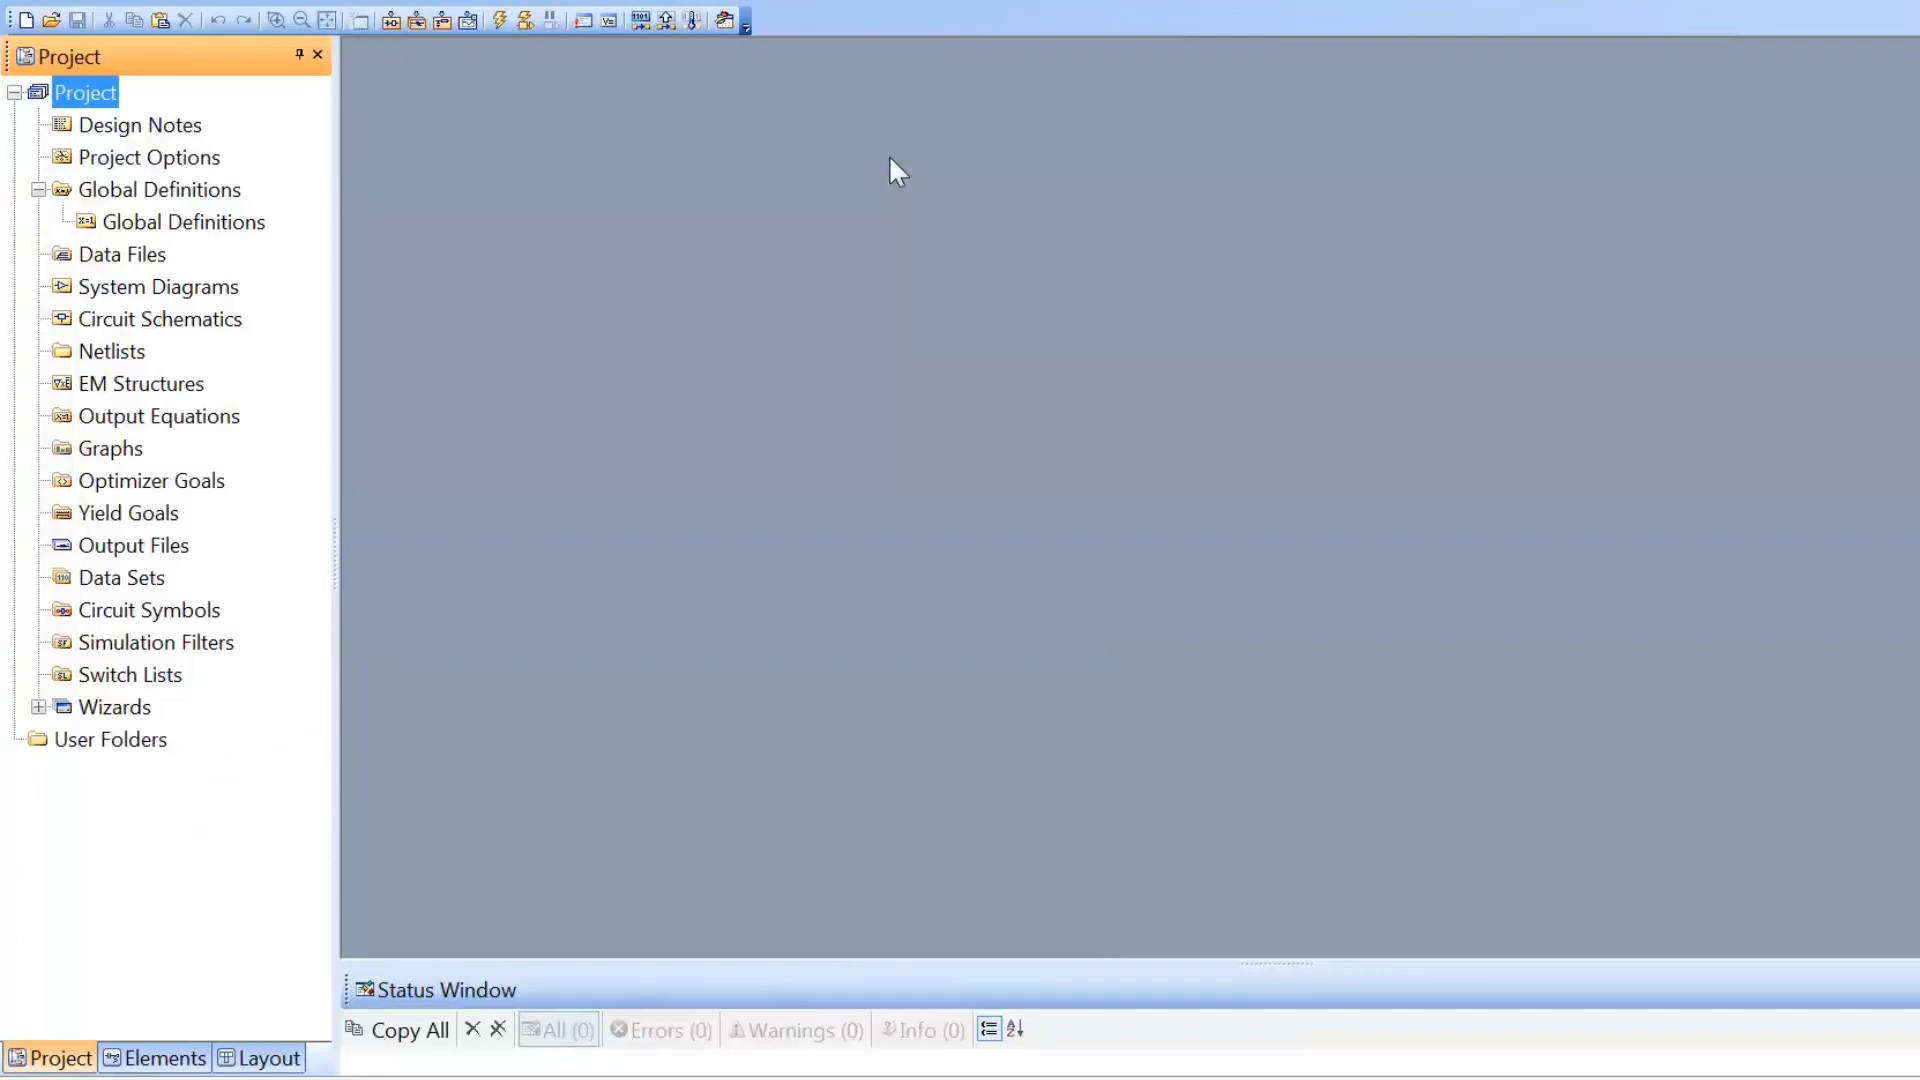 Project
Project
Design Notes
Project Options
Global Definitions
Global Definitions
Data Files
System Diagrams
Circuit Schematics
Netlists
EM Structures
Output Equations
Graphs
Optimizer Goals
Yield Goals
Output Files
Data Sets
Circuit Symbols
Simulation Filters
Switch Lists
Wizards
User Folders
Status Window
Copy All All (0) Errors (0) Warnings (0) Info (0)
Project Elements Layout